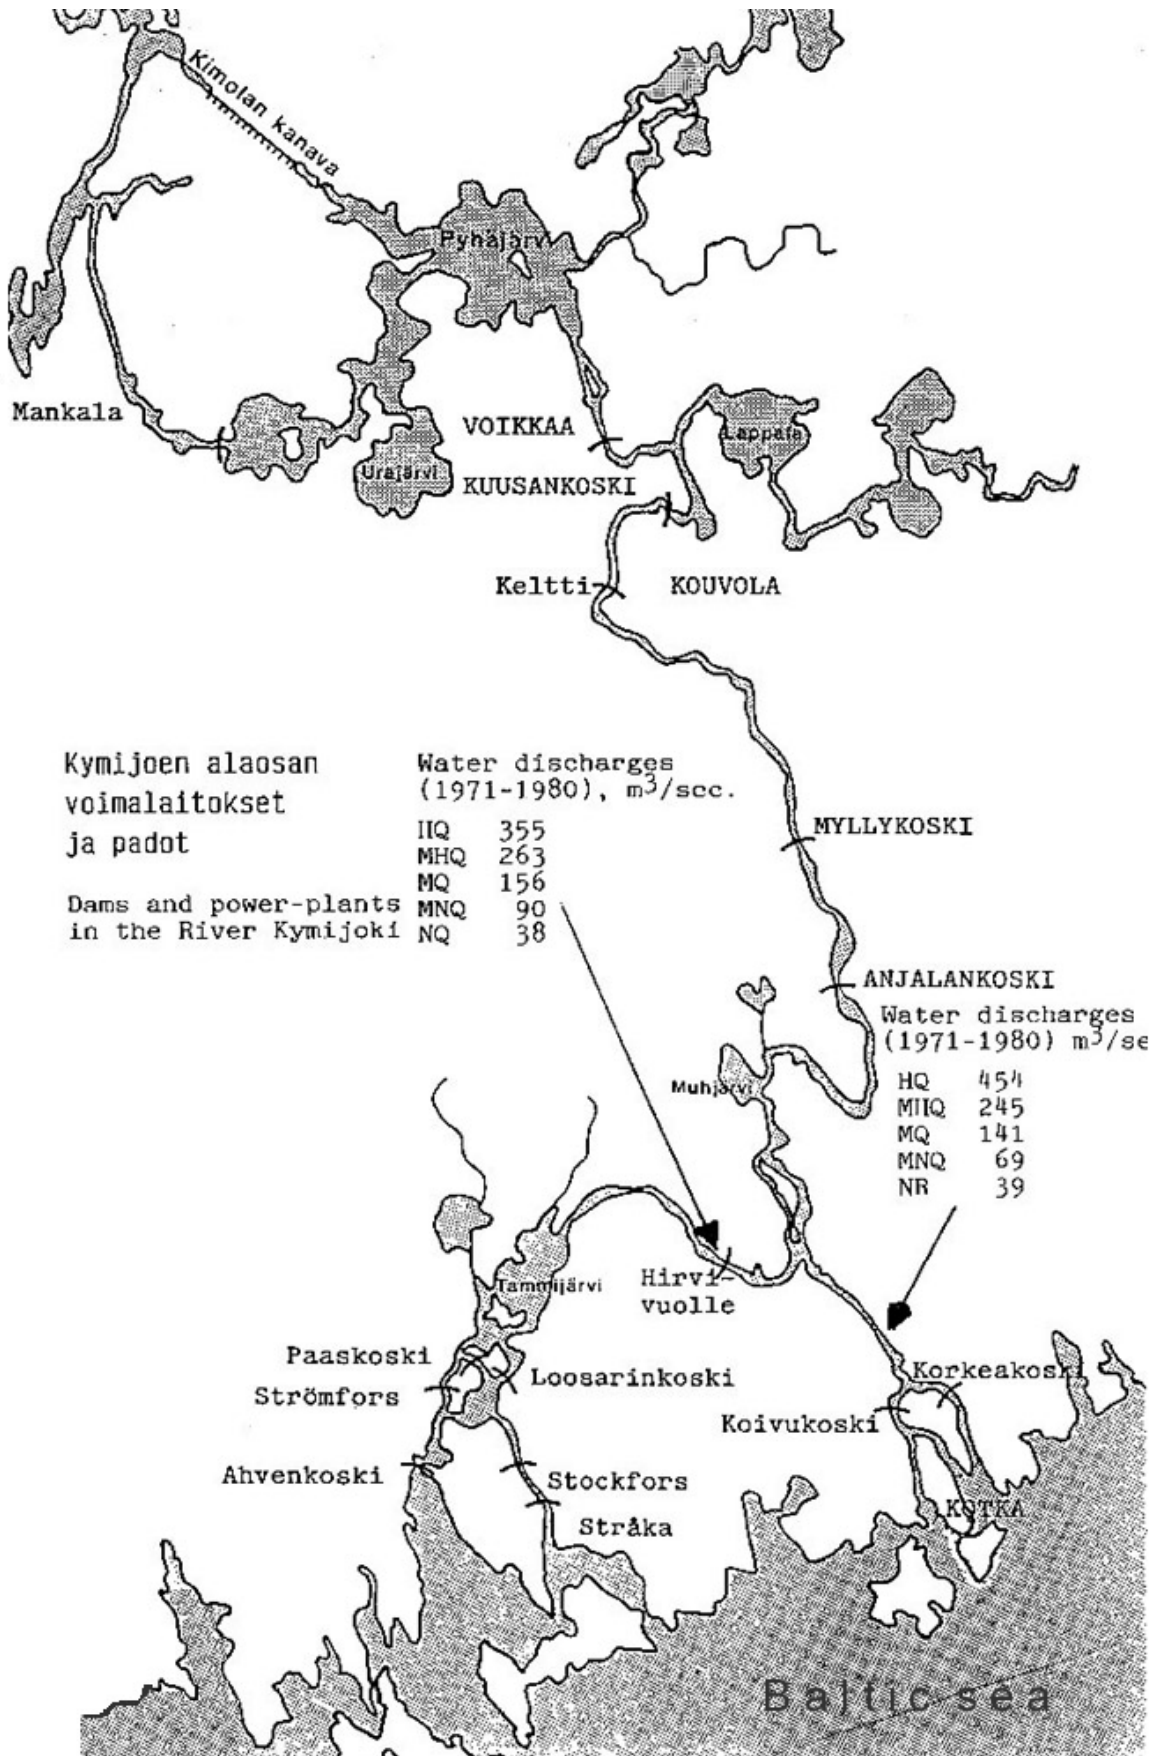 Kimolan kanava
Pyhäjärvi
Mankala
VOIKKAA
Lappala
Urajärvi
KUUSANKOSKI
Keltti
KOUVOLA
Kymijoen alaosan
voimalaitokset
ja padot
Dams and power-plants
in the River Kymijoki
Water discharges
(1971-1980), m³/sec.
HQ 355
MHQ 263
MQ 156
MNQ 90
NQ 38
MYLLYKOSKI
ANJALANKOSKI
Water discharges
(1971-1980) m³/se
HQ 454
MHQ 245
MQ 141
MNQ 69
NR 39
Muhjärvi
Tammijärvi
Hirvi-
vuolle
Paaskoski
Strömfors
Loosarinkoski
Korkeakoski
Koivukoski
Ahvenkoski
Stockfors
Stråka
KOTKA
Baltic sea